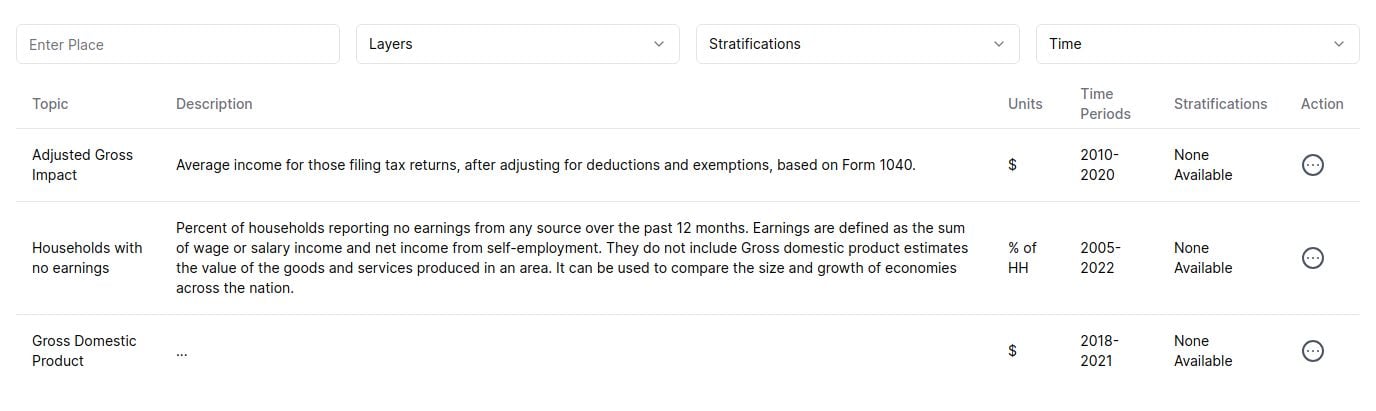 Enter Place
Layers
Stratifications
Time
Topic
Description
Units
Time
Periods
Stratifications
Action
Adjusted Gross
Impact
Average income for those filing tax returns, after adjusting for deductions and exemptions, based on Form 1040.
$
2010-
2020
None
Available
Households with
no earnings
Percent of households reporting no earnings from any source over the past 12 months. Earnings are defined as the sum
of wage or salary income and net income from self-employment. They do not include Gross domestic product estimates
the value of the goods and services produced in an area. It can be used to compare the size and growth of economies
across the nation.
% of
HH
2005-
2022
None
Available
Gross Domestic
Product
...
$
2018-
2021
None
Available